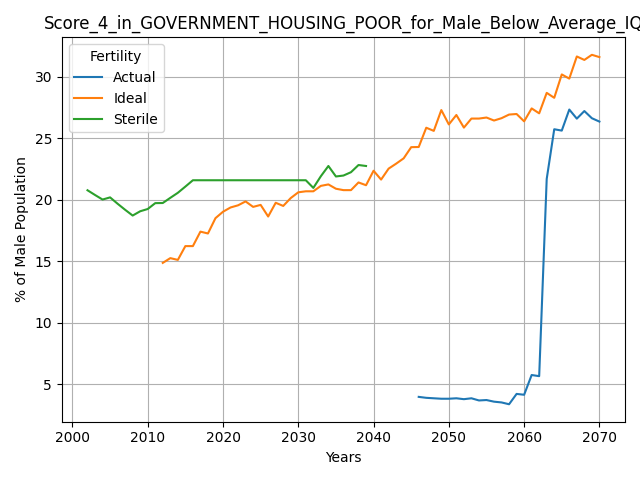 Score_4_in_GOVERNMENT_HOUSING_POOR_for_Male_Below_Average_IQ
Fertility
Actual
Ideal
Sterile
% of Male Population
30
25
20
15
10
5
2000 2010 2020 2030 2040 2050 2060 2070
Years